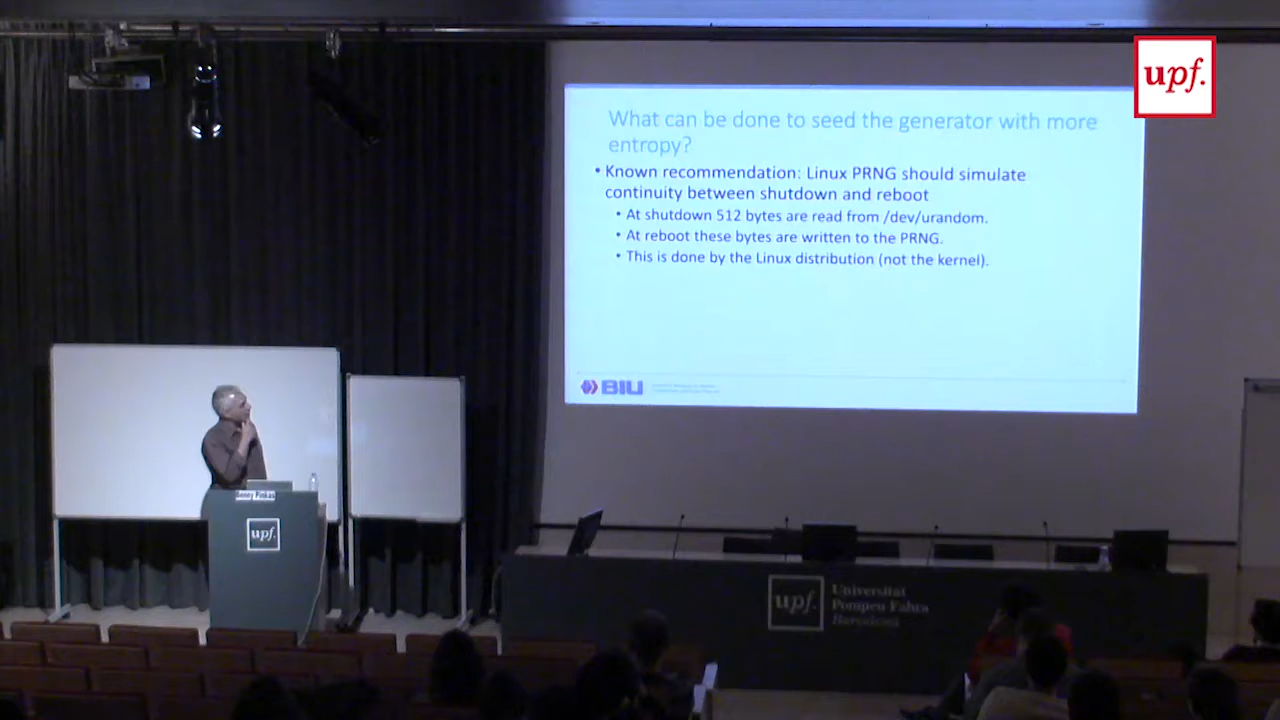 upf.
What can be done to seed the generator with more
entropy?
• Known recommendation: Linux PRNG should simulate
continuity between shutdown and reboot
• At shutdown 512 bytes are read from /dev/urandom.
• At reboot these bytes are written to the PRNG.
• This is done by the Linux distribution (not the kernel).
BIU
Benny Pinkas
upf.
upf.
Universitat
Pompeu Fabra
Barcelona